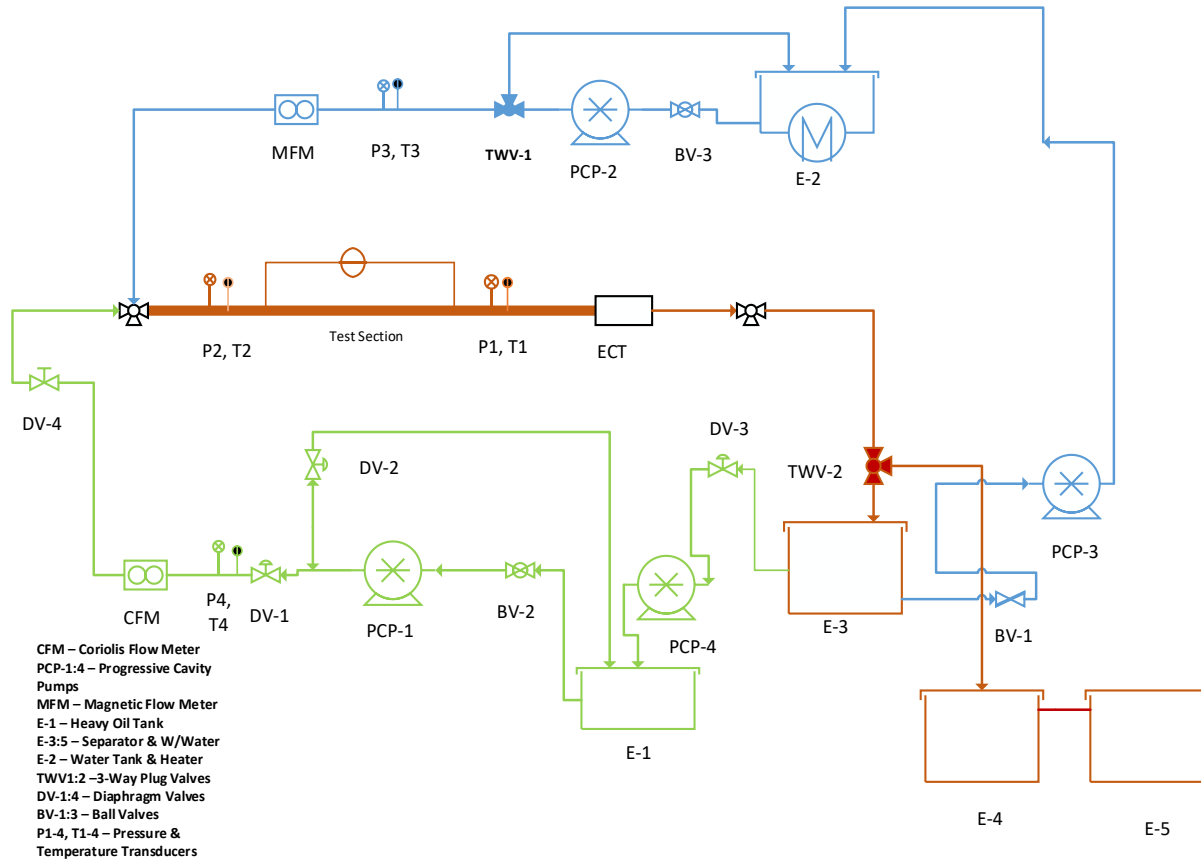 MFM
P3, T3
TWV-1
PCP-2
BV-3
E-2
P2, T2
Test Section
P1, T1
ECT
DV-4
DV-2
DV-3
TWV-2
PCP-3
CFM
P4,
T4
DV-1
PCP-1
BV-2
PCP-4
E-3
BV-1
E-1
E-4
E-5
CFM – Coriolis Flow Meter
PCP-1:4 – Progressive Cavity
Pumps
MFM – Magnetic Flow Meter
E-1 – Heavy Oil Tank
E-3:5 – Separator & W/Water
E-2 – Water Tank & Heater
TWV1:2 –3-Way Plug Valves
DV-1:4 – Diaphragm Valves
BV-1:3 – Ball Valves
P1-4, T1-4 – Pressure &
Temperature Transducers